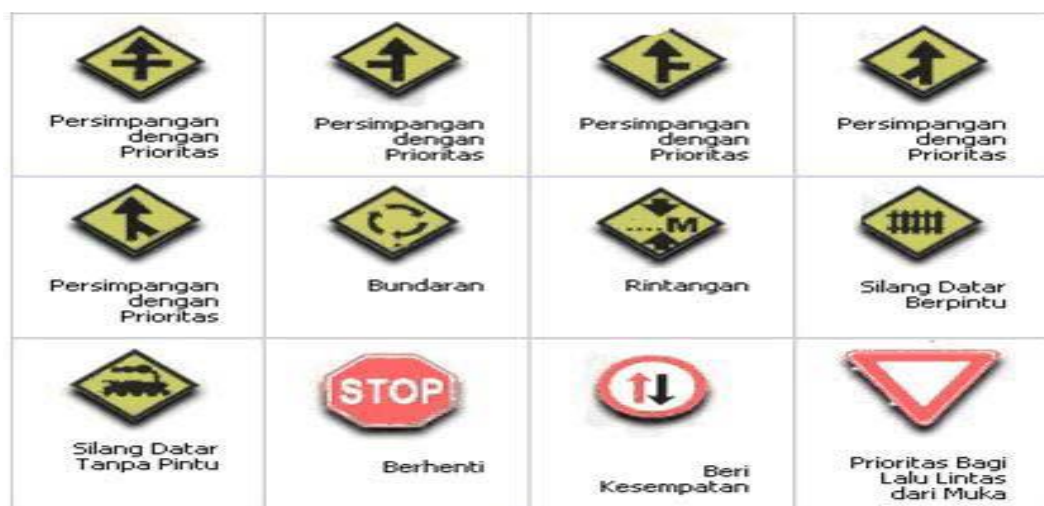 Persimpangan
dengan
Prioritas
Persimpangan
dengan
Prioritas
Persimpangan
dengan
Prioritas
Persimpangan
dengan
Prioritas
Persimpangan
dengan
Prioritas
Bundaran
....M
Rintangan
Silang Datar
Berpintu
Silang Datar
Tanpa Pintu
STOP
Berhenti
Beri
Kesempatan
Prioritas Bagi
Lalu Lintas
dari Muka